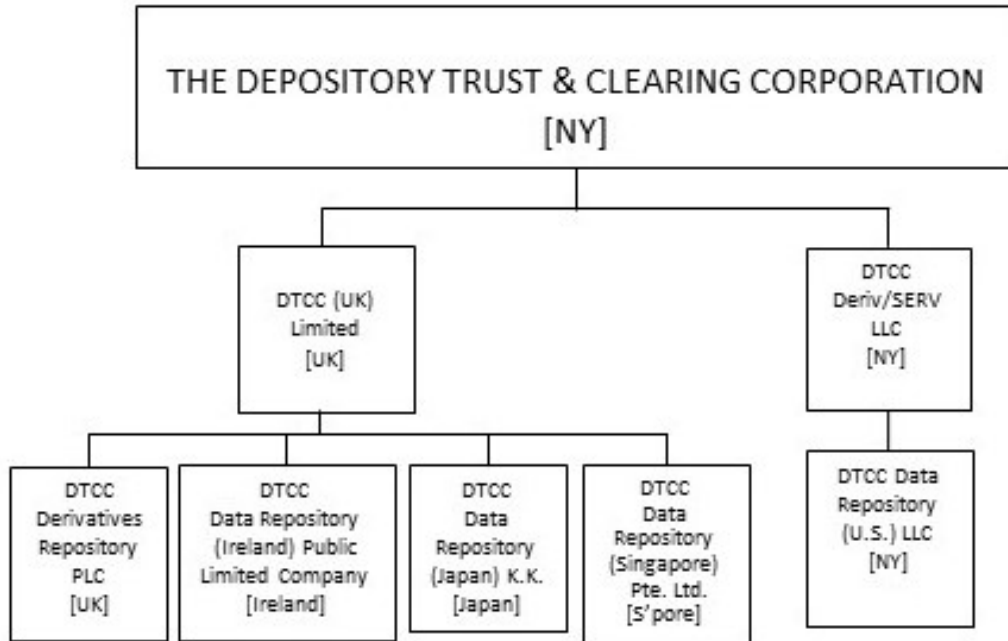 THE DEPOSITORY TRUST & CLEARING CORPORATION
[NY]
DTCC (UK)
Limited
[UK]
DTCC
Deriv/SERV
LLC
[NY]
DTCC
Derivatives
Repository
PLC
[UK]
DTCC
Data Repository
(Ireland) Public
Limited Company
[Ireland]
DTCC
Data
Repository
(Japan) K.K.
[Japan]
DTCC
Data
Repository
(Singapore)
Pte. Ltd.
[S'pore]
DTCC Data
Repository
(U.S.) LLC
[NY]